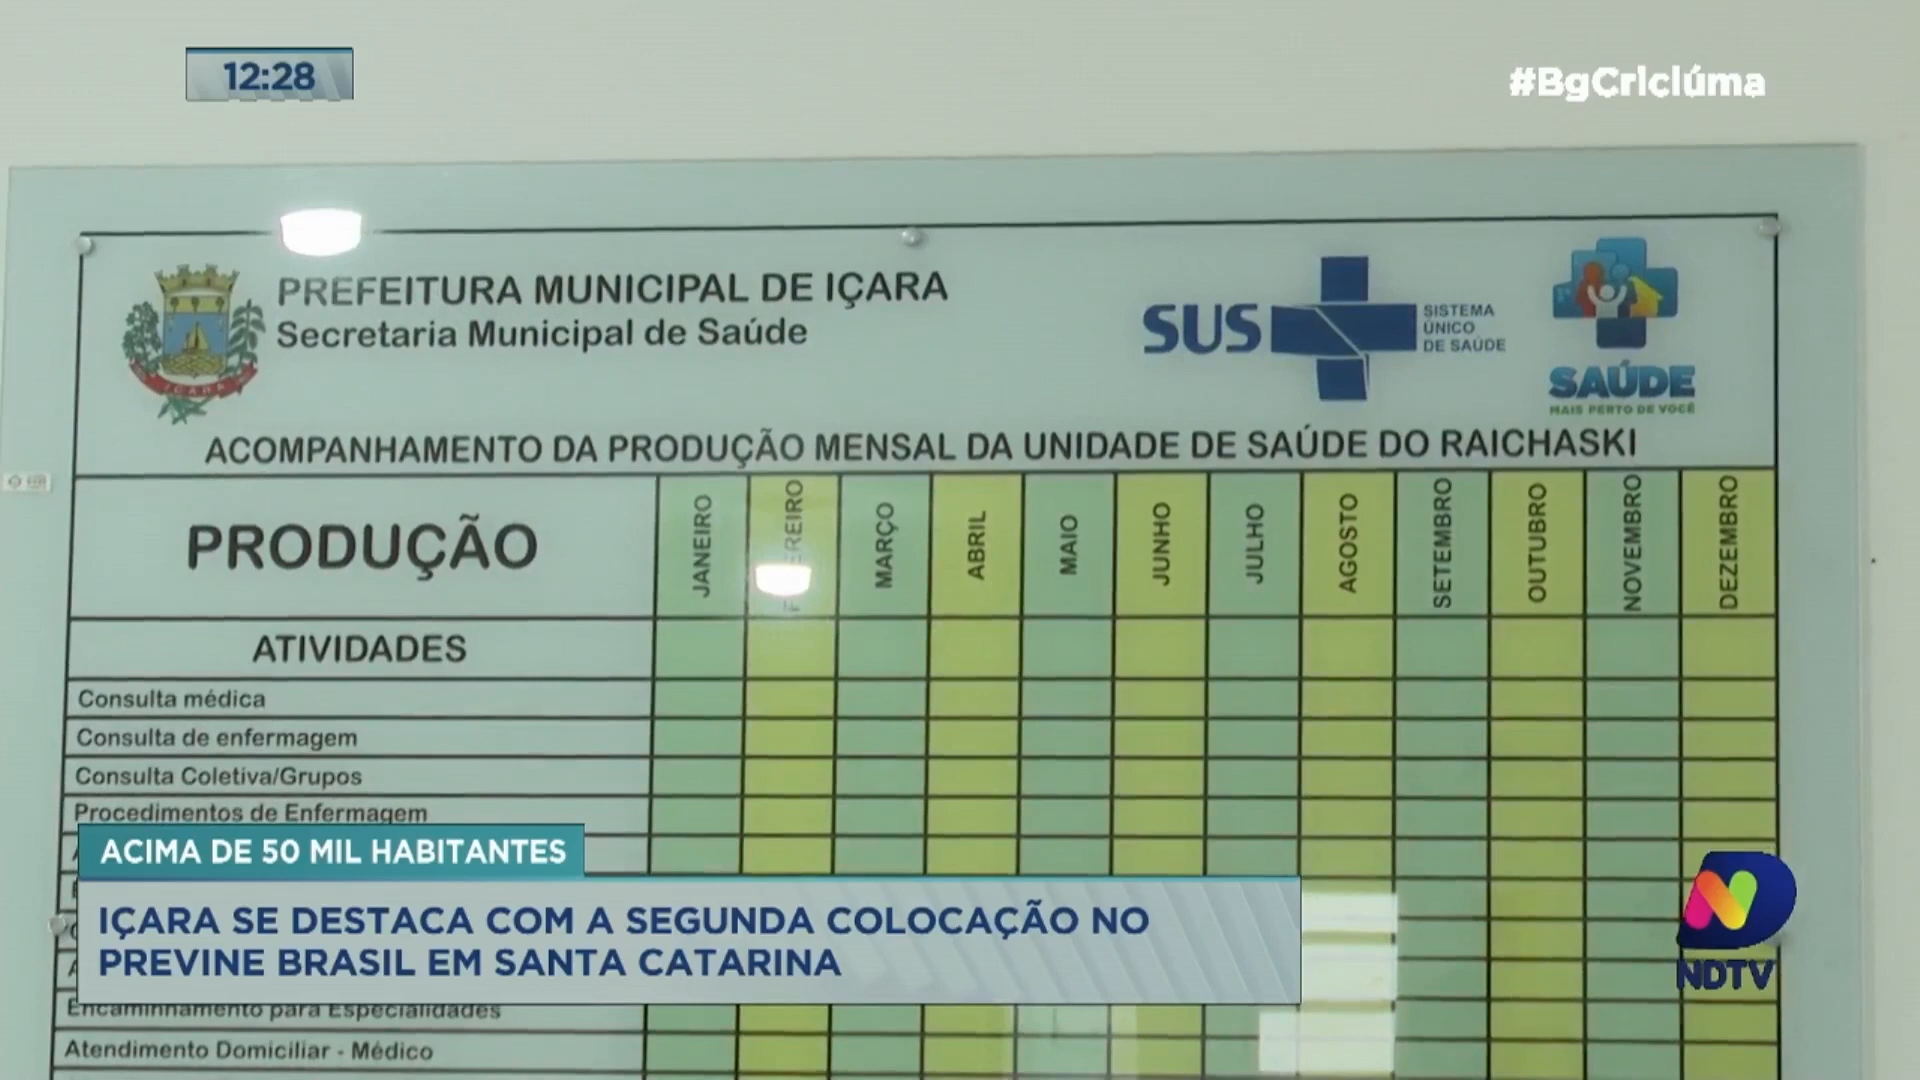 12:28
#BgCriciúma
PREFEITURA MUNICIPAL DE IÇARA
Secretaria Municipal de Saúde
IÇARA
SUS
SISTEMA
ÚNICO
DE SAÚDE
SAÚDE
MAIS PERTO DE VOCÊ
ACOMPANHAMENTO DA PRODUÇÃO MENSAL DA UNIDADE DE SAÚDE DO RAICHASKI
PRODUÇÃO
JANEIRO
MARÇO
ABRIL
MAIO
JUNHO
JULHO
AGOSTO
SETEMBRO
OUTUBRO
NOVEMBRO
DEZEMBRO
ATIVIDADES
Consulta médica
Consulta de enfermagem
Consulta Coletiva/Grupos
Procedimentos de Enfermagem
ACIMA DE 50 MIL HABITANTES
IÇARA SE DESTACA COM A SEGUNDA COLOCAÇÃO NO
PREVINE BRASIL EM SANTA CATARINA
NDTV
Encaminhamento para Especialidades
Atendimento Domiciliar - Médico